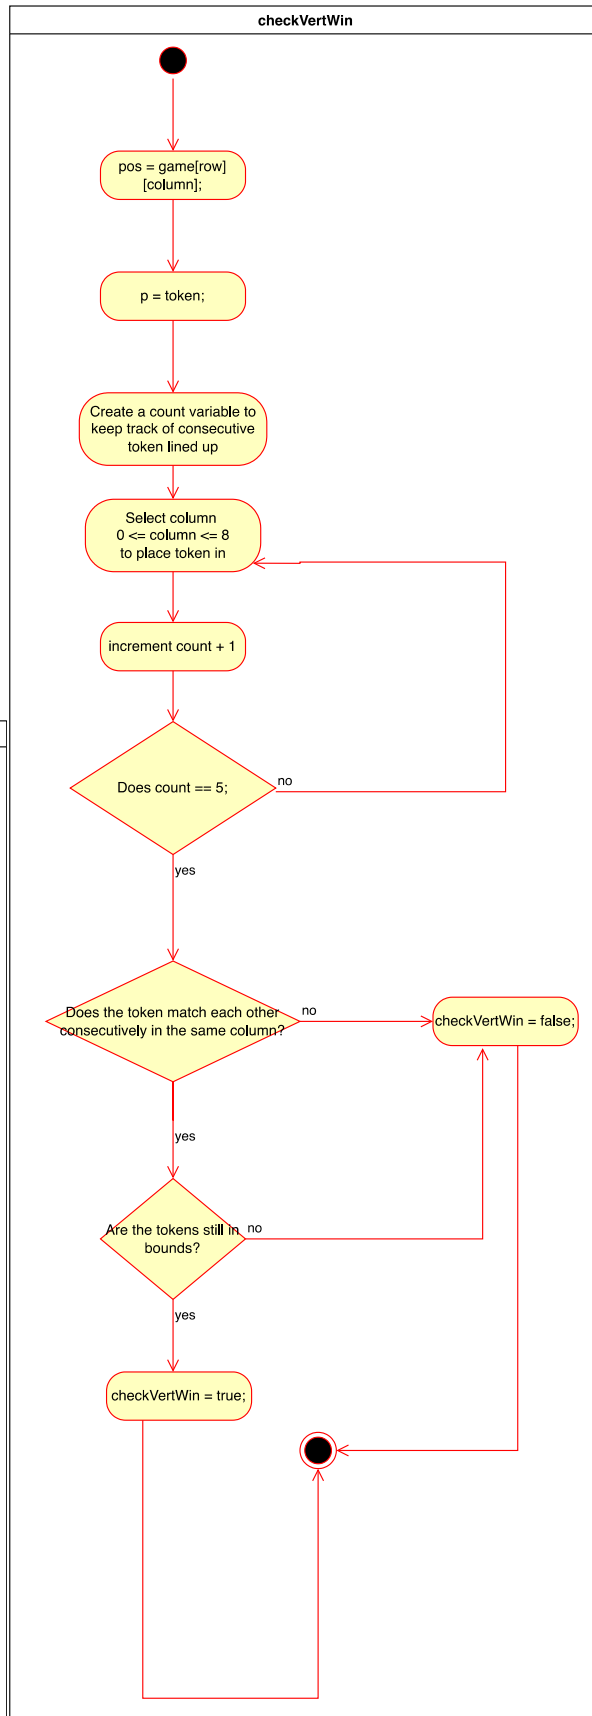 checkVertWin
pos = game[row]
[column];
p = token;
Create a count variable to
keep track of consecutive
token lined up
Select column
0 <= column <= 8
to place token in
increment count + 1
Does count == 5;
no
yes
Does the token match each other
consecutively in the same column?
no
checkVertWin = false;
yes
Are the tokens still in
bounds?
no
yes
checkVertWin = true;